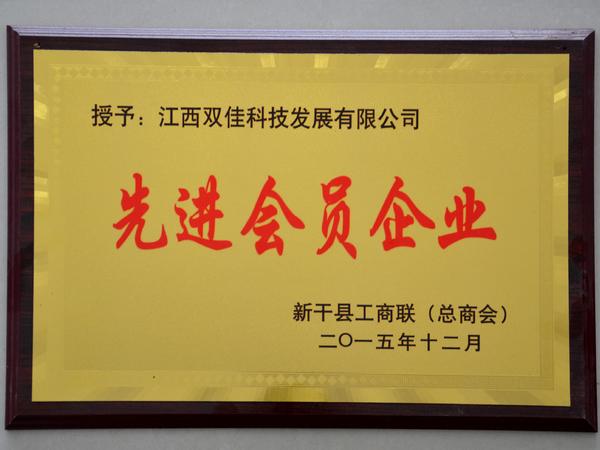 授予：江西双佳科技发展有限公司
先进会员企业
新干县工商联（总商会）
二〇一五年十二月